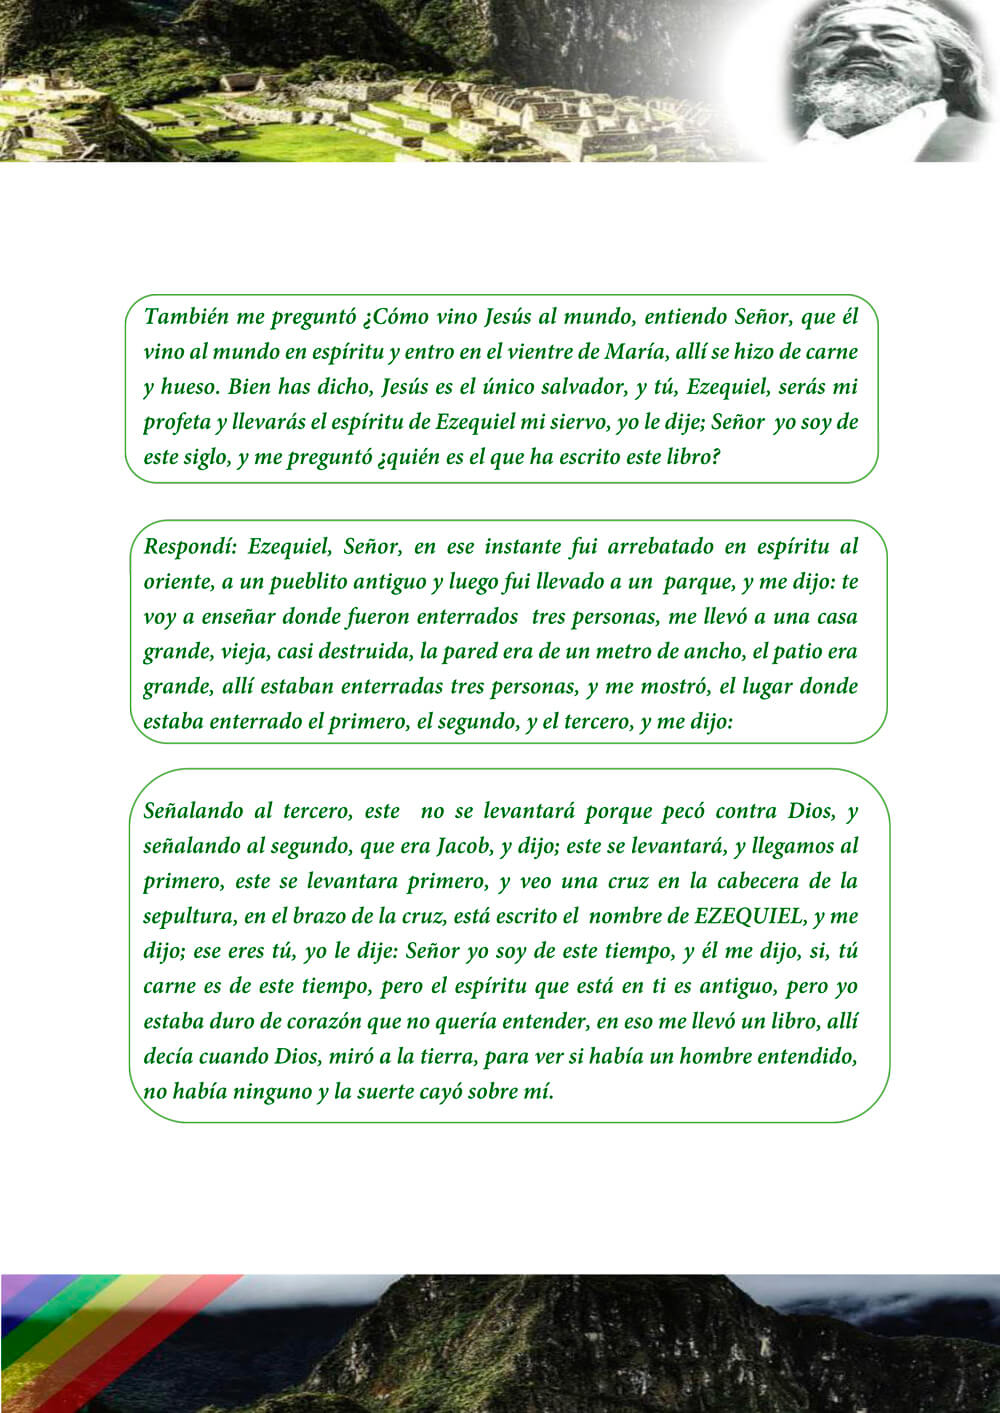 También me preguntó ¿Cómo vino Jesús al mundo, entiendo Señor, que él
vino al mundo en espíritu y entro en el vientre de María, allí se hizo de carne
y hueso. Bien has dicho, Jesús es el único salvador, y tú, Ezequiel, serás mi
profeta y llevarás el espíritu de Ezequiel mi siervo, yo le dije; Señor yo soy de
este siglo, y me preguntó ¿quién es el que ha escrito este libro?
Respondí: Ezequiel, Señor, en ese instante fui arrebatado en espíritu al
oriente, a un pueblito antiguo y luego fui llevado a un parque, y me dijo: te
voy a enseñar donde fueron enterrados tres personas, me llevó a una casa
grande, vieja, casi destruida, la pared era de un metro de ancho, el patio era
grande, allí estaban enterradas tres personas, y me mostró, el lugar donde
estaba enterrado el primero, el segundo, y el tercero, y me dijo:
Señalando al tercero, este no se levantará porque pecó contra Dios, y
señalando al segundo, que era Jacob, y dijo; este se levantará, y llegamos al
primero, este se levantara primero, y veo una cruz en la cabecera de la
sepultura, en el brazo de la cruz, está escrito el nombre de EZEQUIEL, y me
dijo; ese eres tú, yo le dije: Señor yo soy de este tiempo, y él me dijo, si, tú
carne es de este tiempo, pero el espíritu que está en ti es antiguo, pero yo
estaba duro de corazón que no quería entender, en eso me llevó un libro, allí
decía cuando Dios, miró a la tierra, para ver si había un hombre entendido,
no había ninguno y la suerte cayó sobre mí.